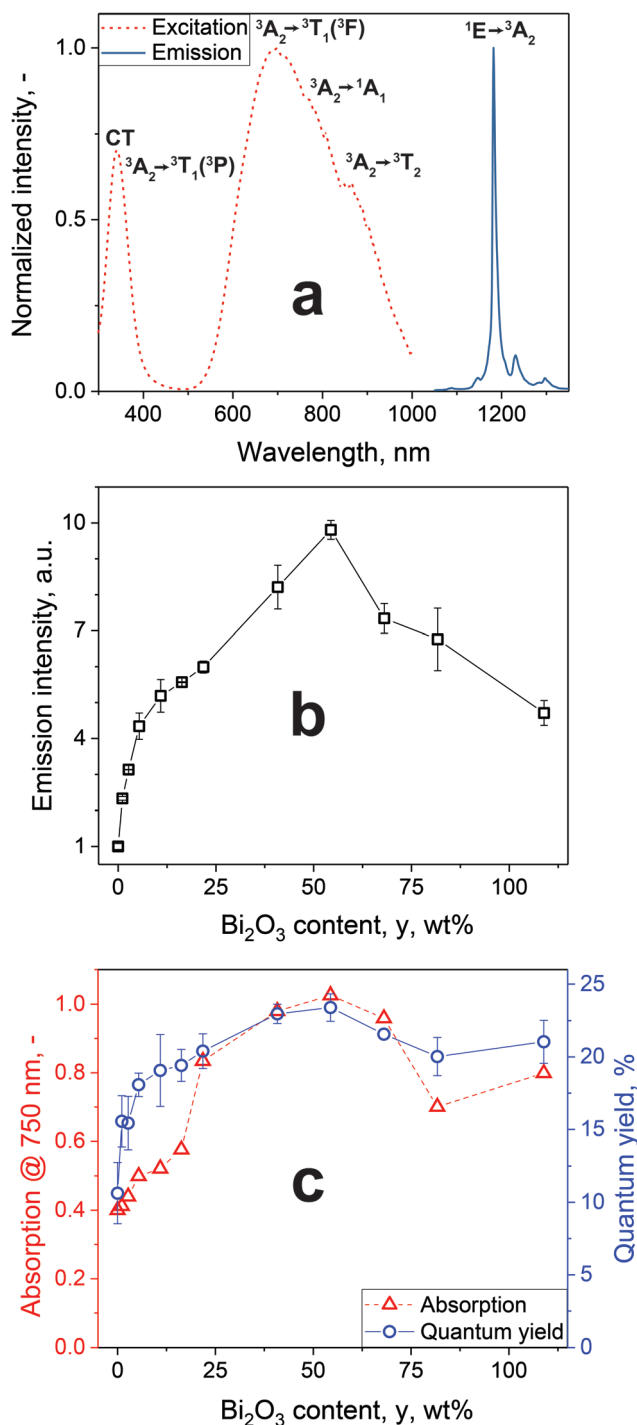 Excitation
Emission
³A₂→³T₁(³F)
¹E→³A₂
³A₂→¹A₁
CT
³A₂→³T₁(³P)
³A₂→³T₂
Normalized intensity, -
1.0
0.5
0.0
a
400
600
800
1000
1200
Wavelength, nm
Emission intensity, a.u.
10
7
4
1
b
0
25
50
75
100
Bi₂O₃ content, y, wt%
Absorption @ 750 nm, -
1.0
0.8
0.6
0.4
0.2
0.0
c
Absorption
Quantum yield
25
20
15
10
5
0
Quantum yield, %
0
25
50
75
100
Bi₂O₃ content, y, wt%